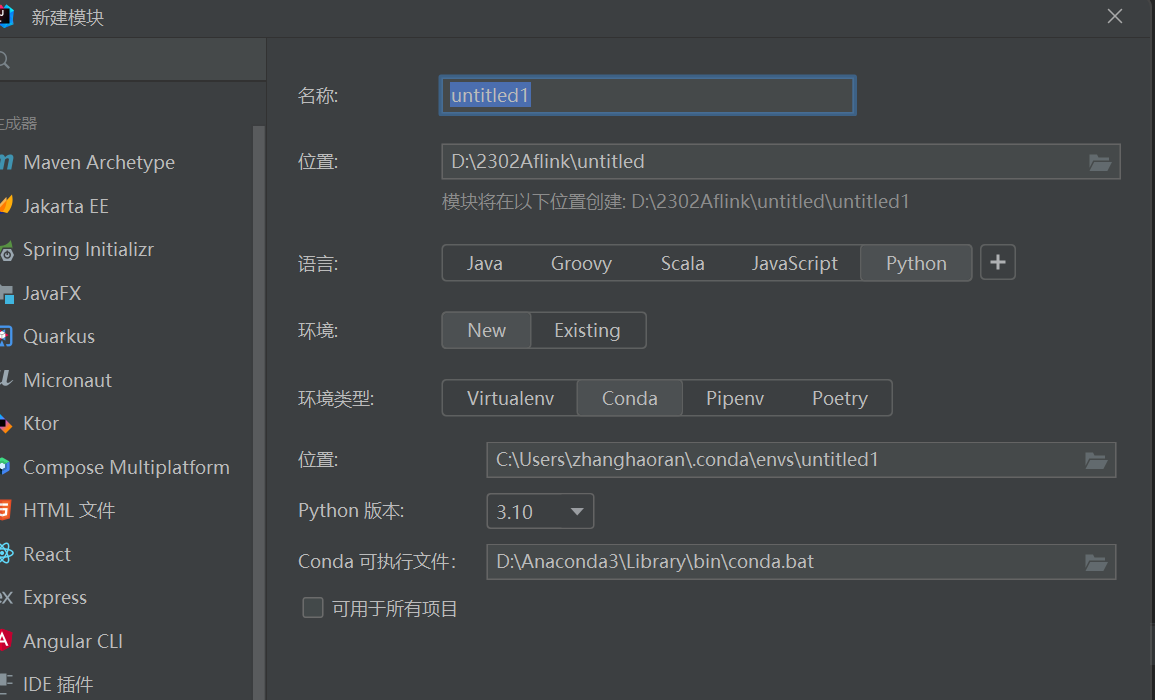 新建模块
生成器
Maven Archetype
Jakarta EE
Spring Initializr
JavaFX
Quarkus
Micronaut
Ktor
Compose Multiplatform
HTML 文件
React
Express
Angular CLI
IDE 插件
名称: untitled1
位置: D:\2302Aflink\untitled
模块将在以下位置创建: D:\2302Aflink\untitled\untitled1
语言: Java Groovy Scala JavaScript Python +
环境: New Existing
环境类型: Virtualenv Conda Pipenv Poetry
位置: C:\Users\zhanghaoran\.conda\envs\untitled1
Python 版本: 3.10
Conda 可执行文件: D:\Anaconda3\Library\bin\conda.bat
可用于所有项目